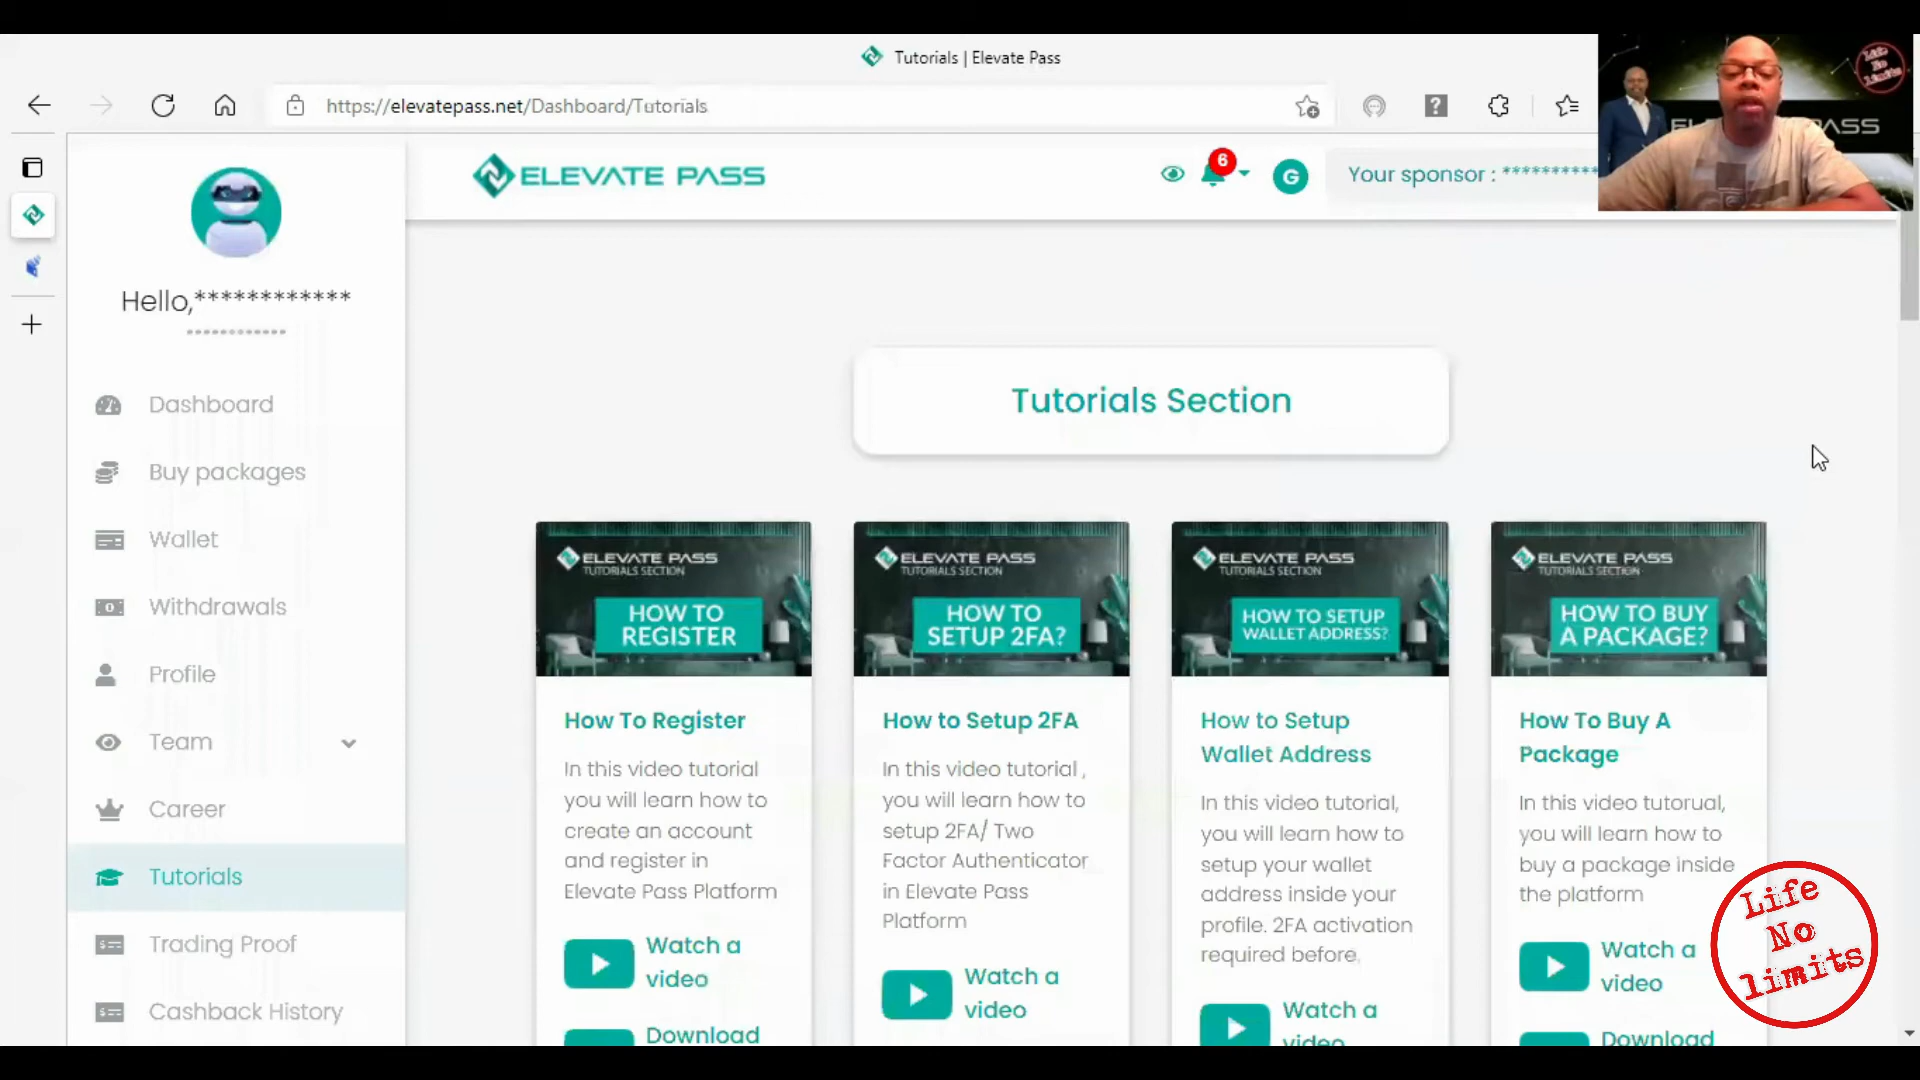 Tutorials | Elevate Pass
https://elevatepass.net/Dashboard/Tutorials
ELEVATE PASS
6
G
Your sponsor : **********
Life
No
limits
Hello,************
Dashboard
Buy packages
Wallet
Withdrawals
Profile
Team
Career
Tutorials
Trading Proof
Cashback History
Tutorials Section
ELEVATE PASS
TUTORIALS SECTION
HOW TO
REGISTER
How To Register
In this video tutorial
you will learn how to
create an account
and register in
Elevate Pass Platform
Watch a
video
Download
ELEVATE PASS
TUTORIALS SECTION
HOW TO
SETUP 2FA?
How to Setup 2FA
In this video tutorial ,
you will learn how to
setup 2FA/ Two
Factor Authenticator
in Elevate Pass
Platform
Watch a
video
ELEVATE PASS
TUTORIALS SECTION
HOW TO SETUP
WALLET ADDRESS?
How to Setup
Wallet Address
In this video tutorial,
you will learn how to
setup your wallet
address inside your
profile. 2FA activation
required before.
Watch a
video
ELEVATE PASS
TUTORIALS SECTION
HOW TO BUY
A PACKAGE?
How To Buy A
Package
In this video tutorual,
you will learn how to
buy a package inside
the platform
Watch a
video
Download
Life
No
limits